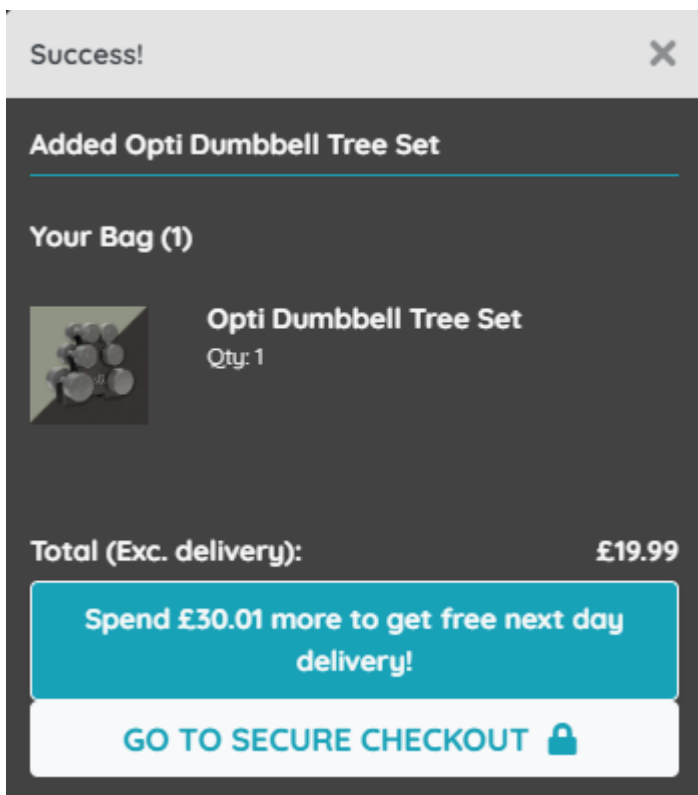 Success!
Added Opti Dumbbell Tree Set
Your Bag (1)
Opti Dumbbell Tree Set
Qty: 1
Total (Exc. delivery): £19.99
Spend £30.01 more to get free next day
delivery!
GO TO SECURE CHECKOUT